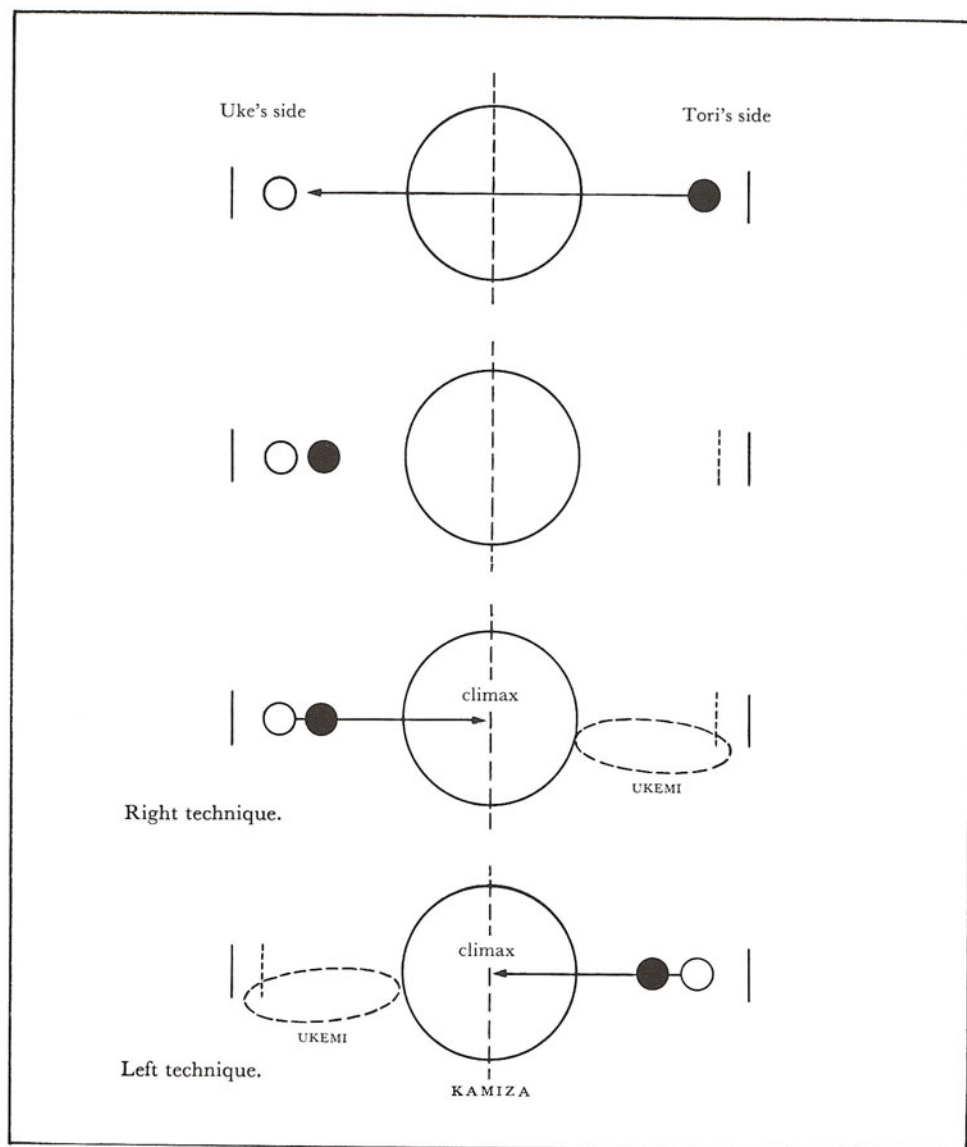 Uke's side
Tori's side
climax
UKEMI
Right technique.
climax
UKEMI
Left technique.
KAMIZA